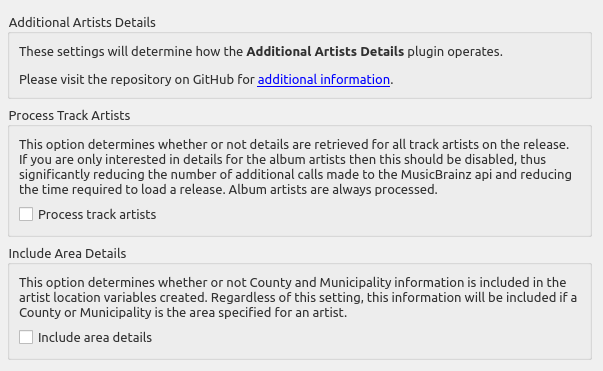 Additional Artists Details
These settings will determine how the Additional Artists Details plugin operates.
Please visit the repository on GitHub for additional information.
Process Track Artists
This option determines whether or not details are retrieved for all track artists on the release.
If you are only interested in details for the album artists then this should be disabled, thus
significantly reducing the number of additional calls made to the MusicBrainz api and reducing
the time required to load a release. Album artists are always processed.
Process track artists
Include Area Details
This option determines whether or not County and Municipality information is included in the
artist location variables created. Regardless of this setting, this information will be included if a
County or Municipality is the area specified for an artist.
Include area details